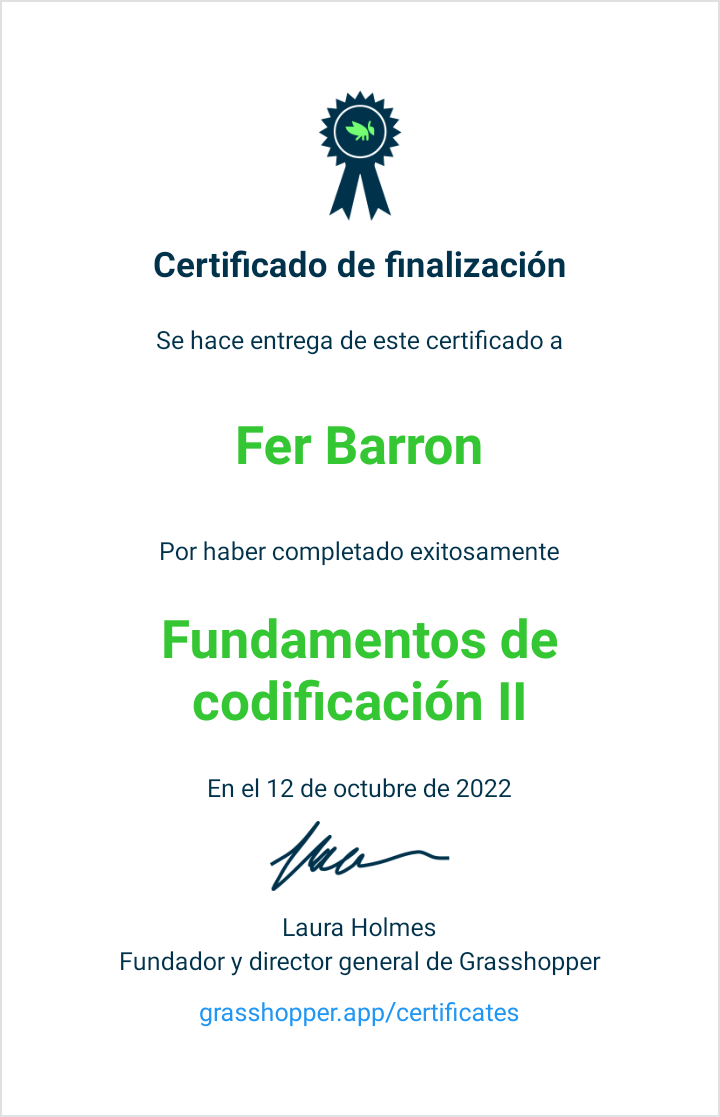 Certificado de finalización
Se hace entrega de este certificado a
Fer Barron
Por haber completado exitosamente
Fundamentos de
codificación II
En el 12 de octubre de 2022
Laura Holmes
Fundador y director general de Grasshopper
grasshopper.app/certificates